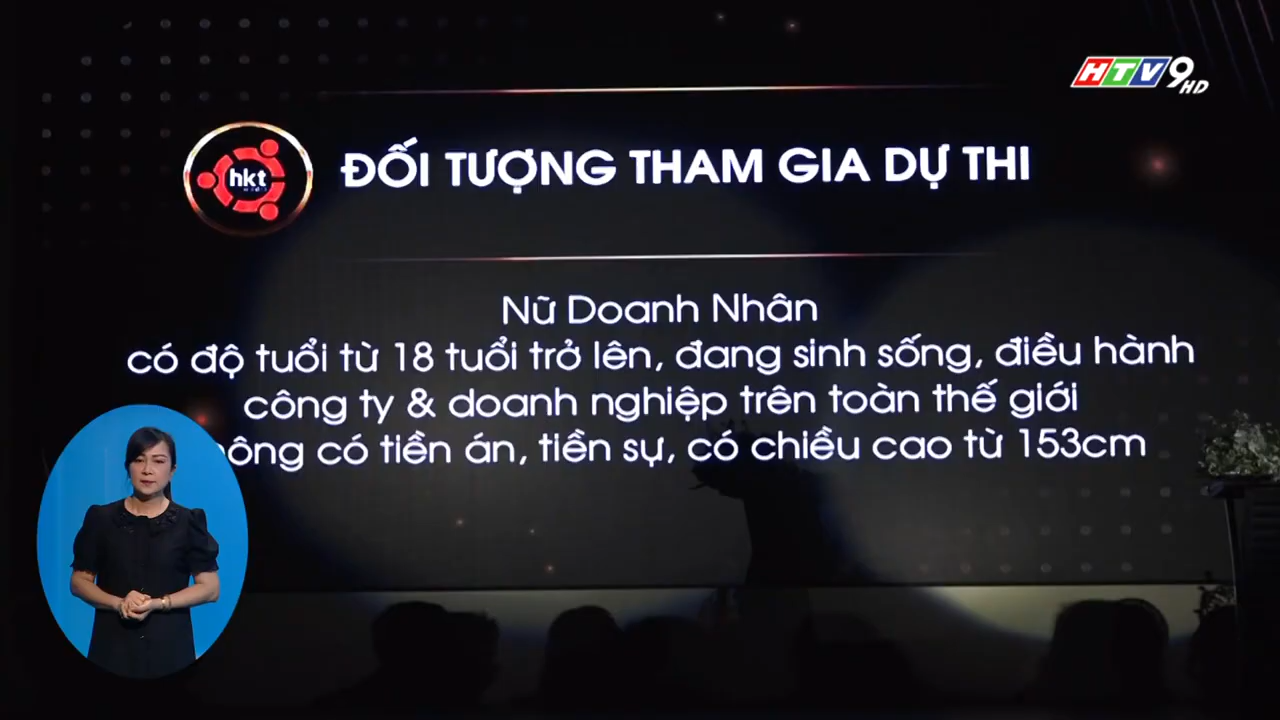 HTV9
HD
hkt
ĐỐI TƯỢNG THAM GIA DỰ THI
Nữ Doanh Nhân
có độ tuổi từ 18 tuổi trở lên, đang sinh sống, điều hành
công ty & doanh nghiệp trên toàn thế giới
có tiền án, tiền sự, có chiều cao từ 153cm